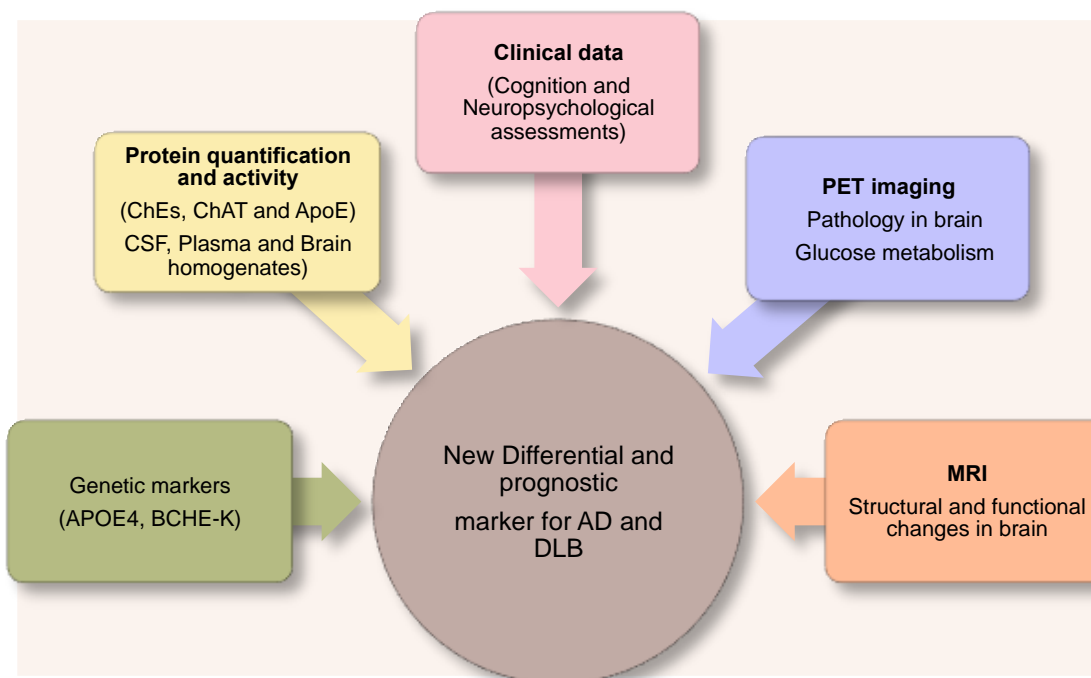 Clinical data
(Cognition and
Neuropsychological
assessments)
Protein quantification
and activity
(ChEs, ChAT and ApoE)
CSF, Plasma and Brain
homogenates)
PET imaging
Pathology in brain
Glucose metabolism
Genetic markers
(APOE4, BCHE-K)
New Differential and
prognostic
marker for AD and
DLB
MRI
Structural and functional
changes in brain